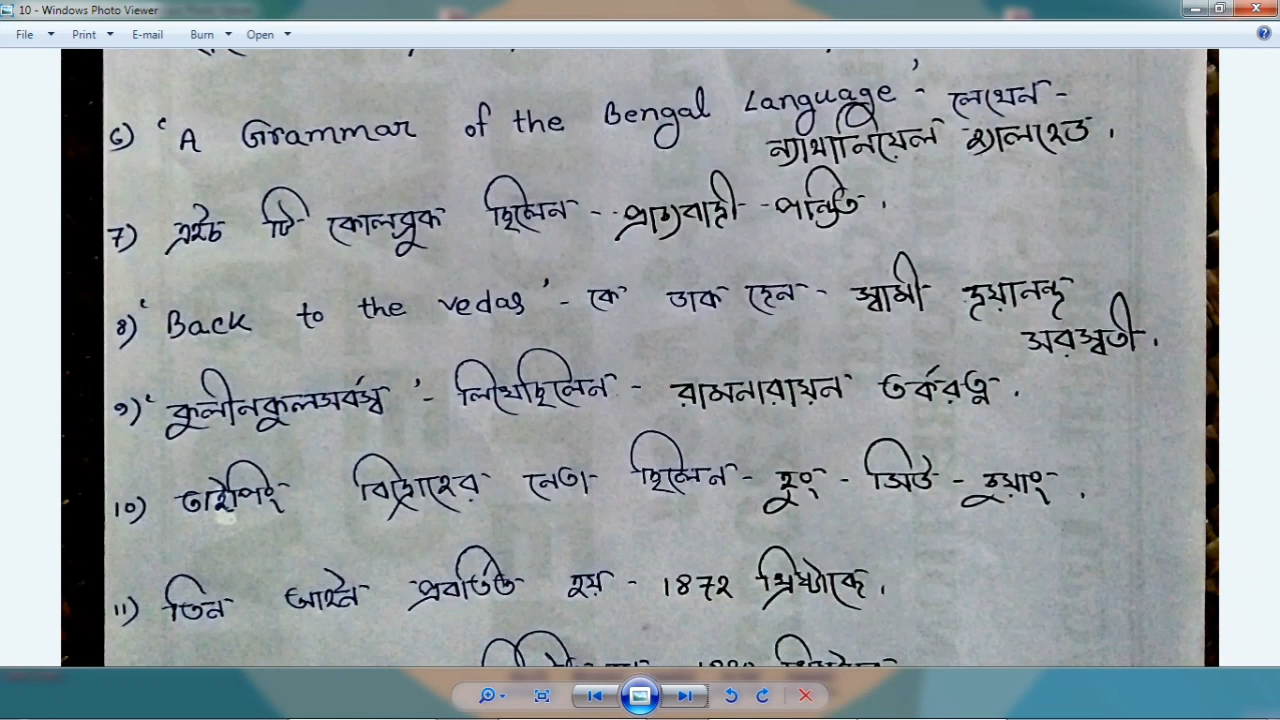 10 - Windows Photo Viewer
File Print E-mail Burn Open
6) 'A Grammar of the Bengal Language' - লেখেন -
ন্যাথানিয়েল হ্যালহেড.
7) এইচ টি কোলব্রুক ছিলেন - প্রাচ্যবাদী পন্ডিত.
8) 'Back to the vedas' - কে ডাক দেন - স্বামী দয়ানন্দ
সরস্বতী.
9) 'কুলীনকুলসর্বস্ব' - লিখেছিলেন - রামনারায়ন তর্করত্ন.
10) তাইপিং বিদ্রোহের নেতা ছিলেন - হুং - সিউ - চুয়াং.
11) তিন আইন প্রবর্তিত হয় - 1872 খ্রিষ্টাব্দে.